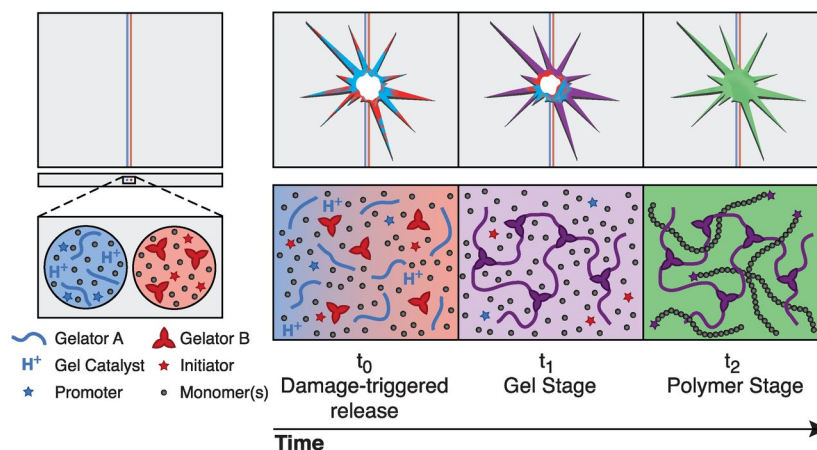 H⁺
H⁺
H⁺
Gelator A
Gelator B
H⁺
Gel Catalyst
Initiator
Promoter
Monomer(s)
H⁺
H⁺
H⁺
t₀
Damage-triggered
release
t₁
Gel Stage
t₂
Polymer Stage
Time